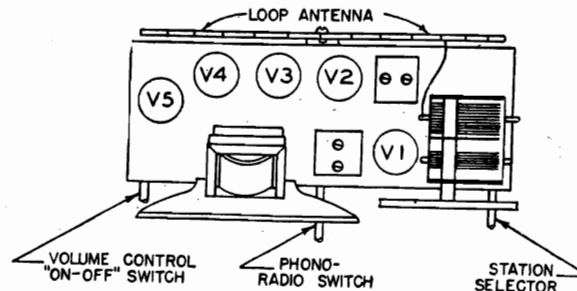 LOOP ANTENNA
V4 V3 V2
V5
V1
VOLUME CONTROL
"ON-OFF" SWITCH
PHONO-
RADIO SWITCH
STATION
SELECTOR